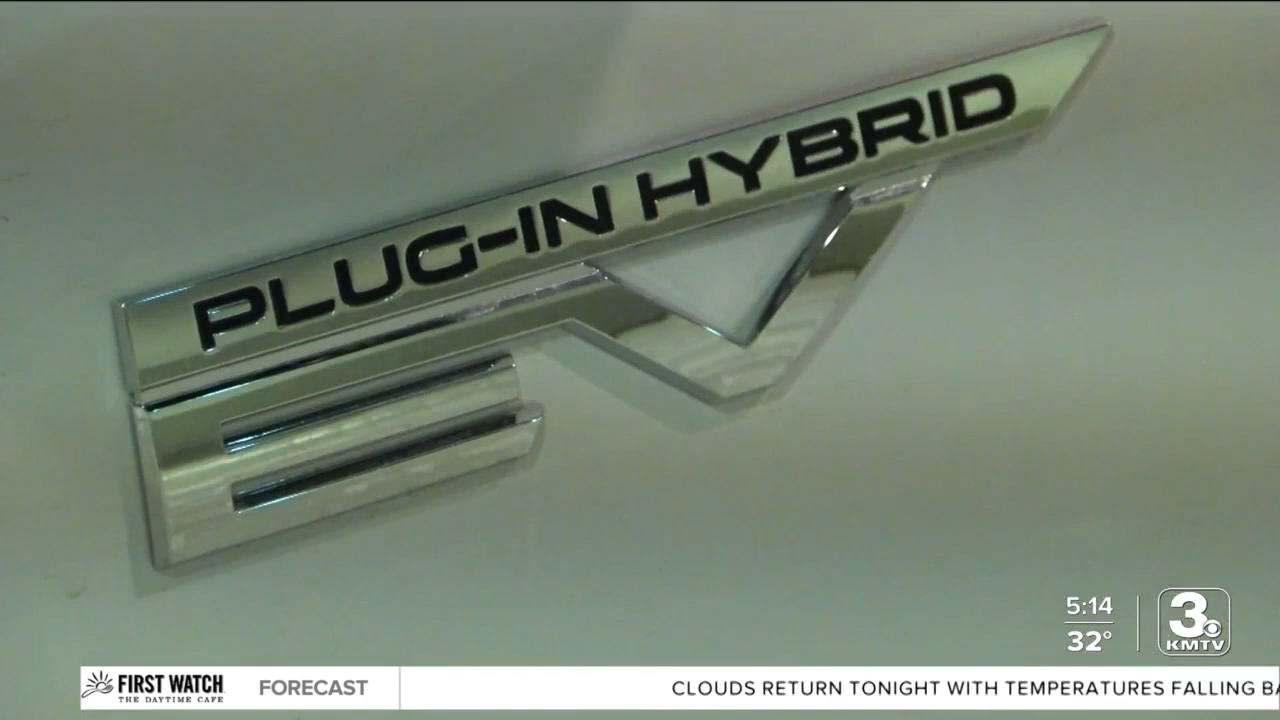 PLUG-IN HYBRID
EV
5:14
32°
3
KMTV
FIRST WATCH
THE DAYTIME CAFE
FORECAST
CLOUDS RETURN TONIGHT WITH TEMPERATURES FALLING